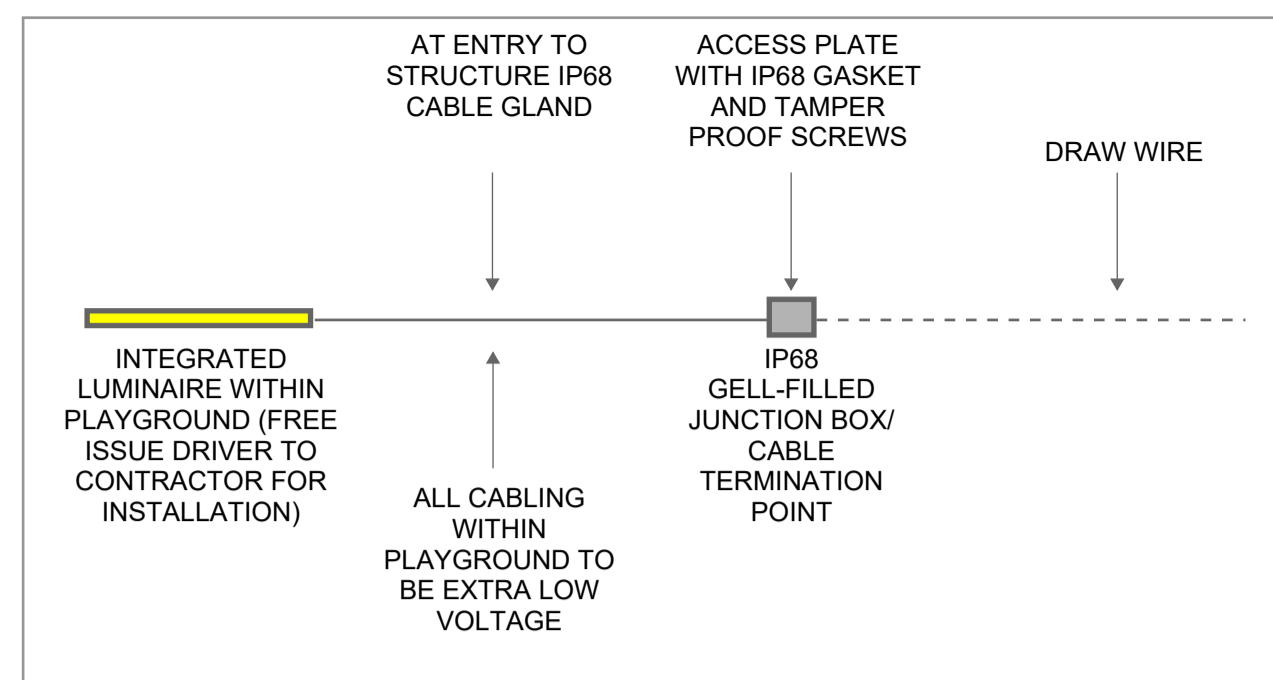 AT ENTRY TO
STRUCTURE IP68
CABLE GLAND
ACCESS PLATE
WITH IP68 GASKET
AND TAMPER
PROOF SCREWS
DRAW WIRE
INTEGRATED
LUMINAIRE WITHIN
PLAYGROUND (FREE
ISSUE DRIVER TO
CONTRACTOR FOR
INSTALLATION)
ALL CABLING
WITHIN
PLAYGROUND TO
BE EXTRA LOW
VOLTAGE
IP68
GELL-FILLED
JUNCTION BOX/
CABLE
TERMINATION
POINT